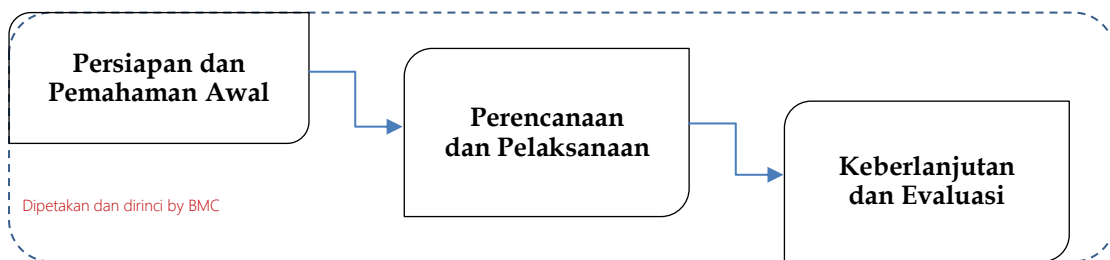 Persiapan dan
Pemahaman Awal
Perencanaan
dan Pelaksanaan
Keberlanjutan
dan Evaluasi
Dipetakan dan dirinci by BMC